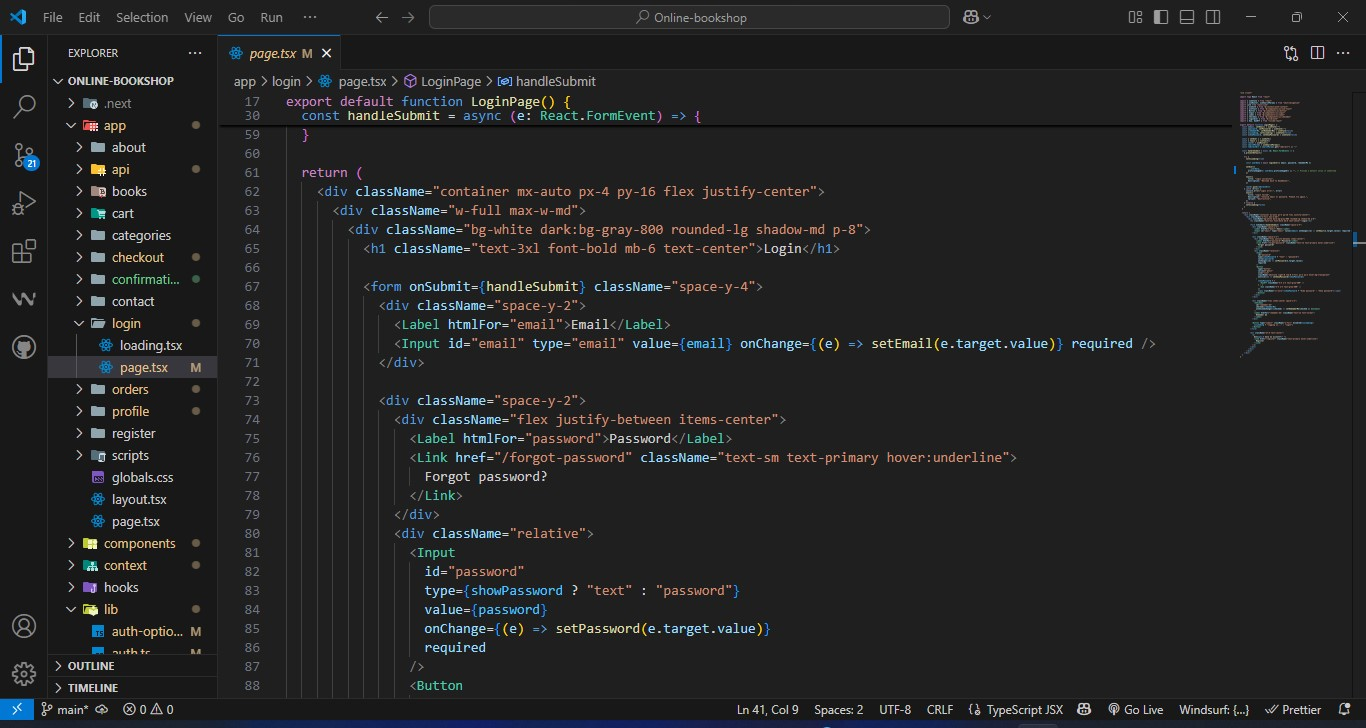 File Edit Selection View Go Run ···
Online-bookshop
EXPLORER ···
page.tsx M
ONLINE-BOOKSHOP
.next
app
about
api
books
cart
categories
checkout
confirmati...
contact
login
loading.tsx
page.tsx M
orders
profile
register
scripts
globals.css
layout.tsx
page.tsx
components
context
hooks
lib
auth-optio... M
auth.ts M
OUTLINE
TIMELINE
21
app > login > page.tsx > LoginPage > handleSubmit
17 export default function LoginPage() {
30 const handleSubmit = async (e: React.FormEvent) => {
59 }
60
61 return (
62 <div className="container mx-auto px-4 py-16 flex justify-center">
63 <div className="w-full max-w-md">
64 <div className="bg-white dark:bg-gray-800 rounded-lg shadow-md p-8">
65 <h1 className="text-3xl font-bold mb-6 text-center">Login</h1>
66
67 <form onSubmit={handleSubmit} className="space-y-4">
68 <div className="space-y-2">
69 <Label htmlFor="email">Email</Label>
70 <Input id="email" type="email" value={email} onChange={(e) => setEmail(e.target.value)} required />
71 </div>
72
73 <div className="space-y-2">
74 <div className="flex justify-between items-center">
75 <Label htmlFor="password">Password</Label>
76 <Link href="/forgot-password" className="text-sm text-primary hover:underline">
77 Forgot password?
78 </Link>
79 </div>
80 <div className="relative">
81 <Input
82 id="password"
83 type={showPassword ? "text" : "password"}
84 value={password}
85 onChange={(e) => setPassword(e.target.value)}
86 required
87 />
88 <Button
main* 0 0 Ln 41, Col 9 Spaces: 2 UTF-8 CRLF {} TypeScript JSX Go Live Windsurf: {...} Prettier